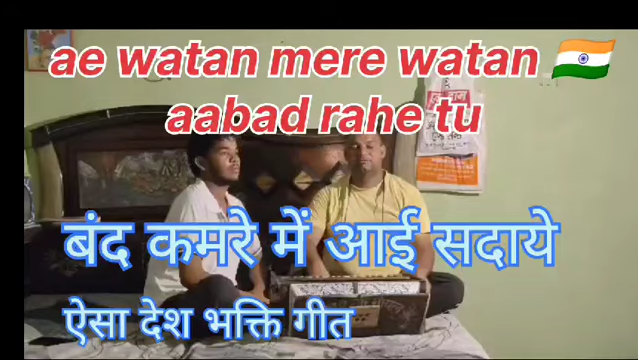 ae watan mere watan 🇮🇳
aabad rahe tu
बंद कमरे में आई सदाये
ऐसा देश भक्ति गीत